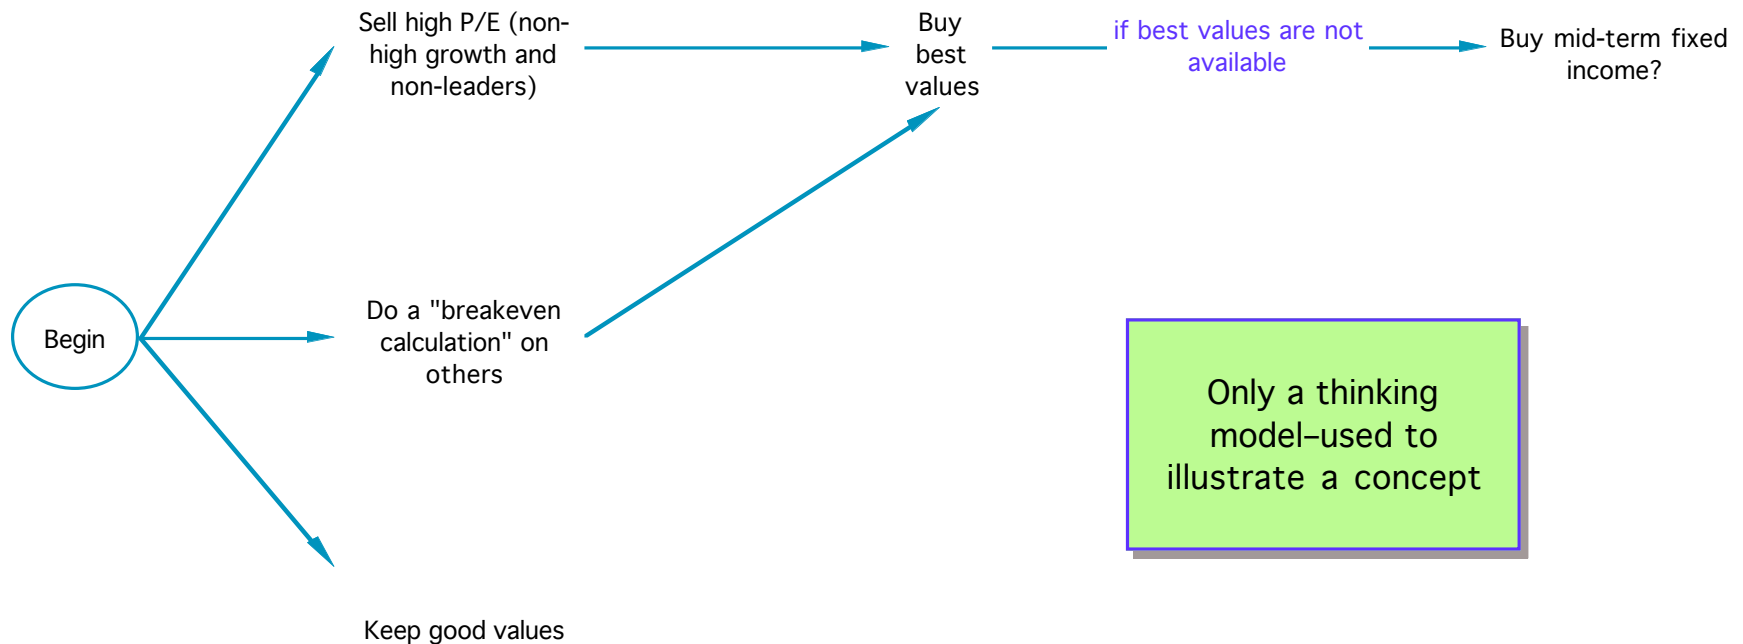 Sell high P/E (non-
high growth and
non-leaders)
Buy
best
values
if best values are not
available
Buy mid-term fixed
income?
Begin
Do a "breakeven
calculation" on
others
Only a thinking
model–used to
illustrate a concept
Keep good values